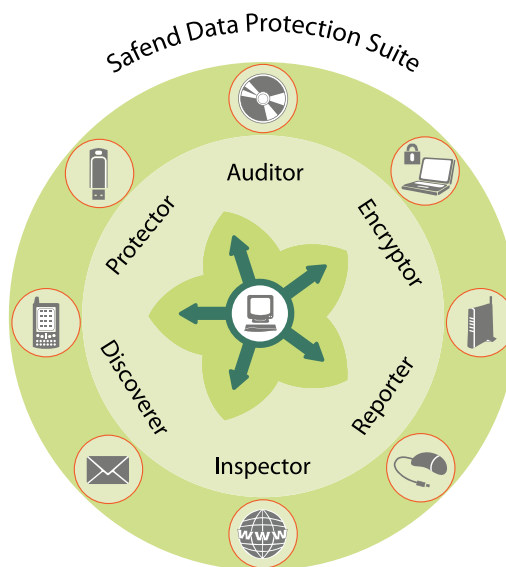 Safend Data Protection Suite
Auditor
Encryptor
Reporter
Inspector
Discoverer
Protector
www